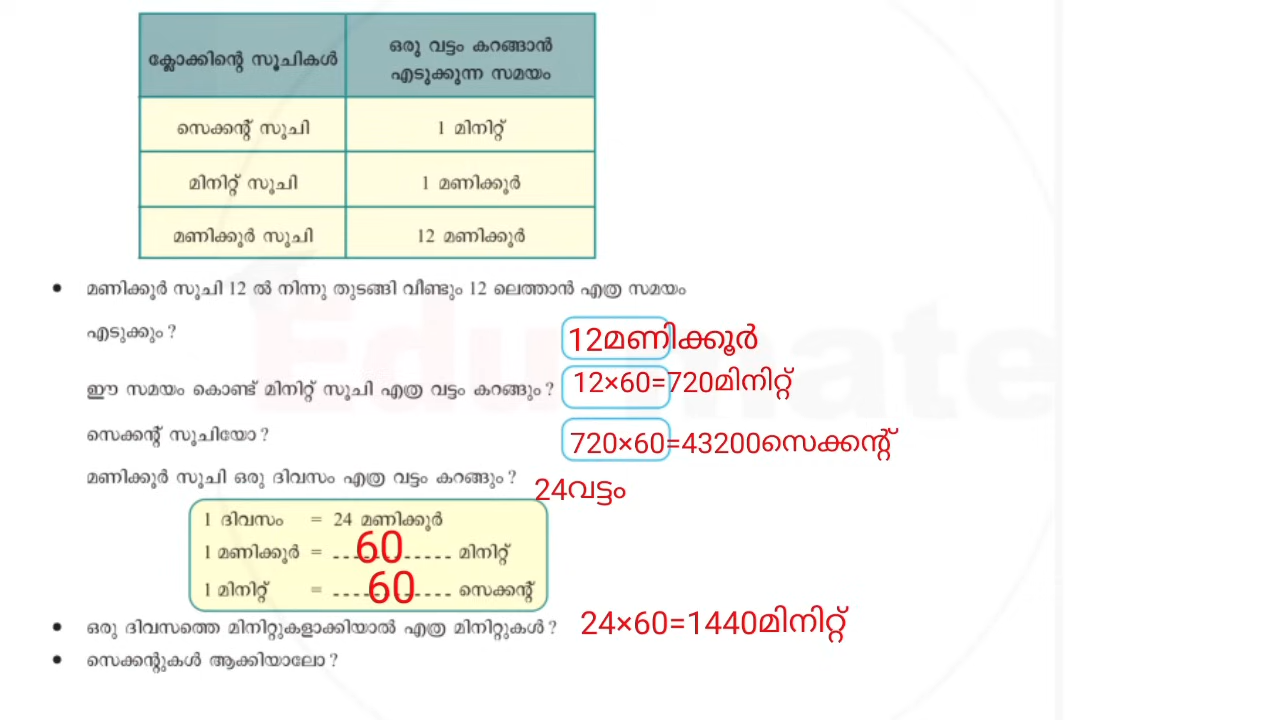 ക്ലോക്കിന്റെ സൂചികൾ
ഒരു വട്ടം കറങ്ങാൻ
എടുക്കുന്ന സമയം
സെക്കന്റ് സൂചി
1 മിനിറ്റ്
മിനിറ്റ് സൂചി
1 മണിക്കൂർ
മണിക്കൂർ സൂചി
12 മണിക്കൂർ
• മണിക്കൂർ സൂചി 12 ൽ നിന്നു തുടങ്ങി വീണ്ടും 12 ലെത്താൻ എത്ര സമയം
എടുക്കും ?
12മണിക്കൂർ
ഈ സമയം കൊണ്ട് മിനിറ്റ് സൂചി എത്ര വട്ടം കറങ്ങും ?
12×60=720മിനിറ്റ്
സെക്കന്റ് സൂചിയോ ?
720×60=43200സെക്കന്റ്
മണിക്കൂർ സൂചി ഒരു ദിവസം എത്ര വട്ടം കറങ്ങും ?
24വട്ടം
1 ദിവസം = 24 മണിക്കൂർ
1 മണിക്കൂർ = 60 മിനിറ്റ്
1 മിനിറ്റ് = 60 സെക്കന്റ്
• ഒരു ദിവസത്തെ മിനിറ്റുകളാക്കിയാൽ എത്ര മിനിറ്റുകൾ ?
24×60=1440മിനിറ്റ്
• സെക്കന്റുകൾ ആക്കിയാലോ ?